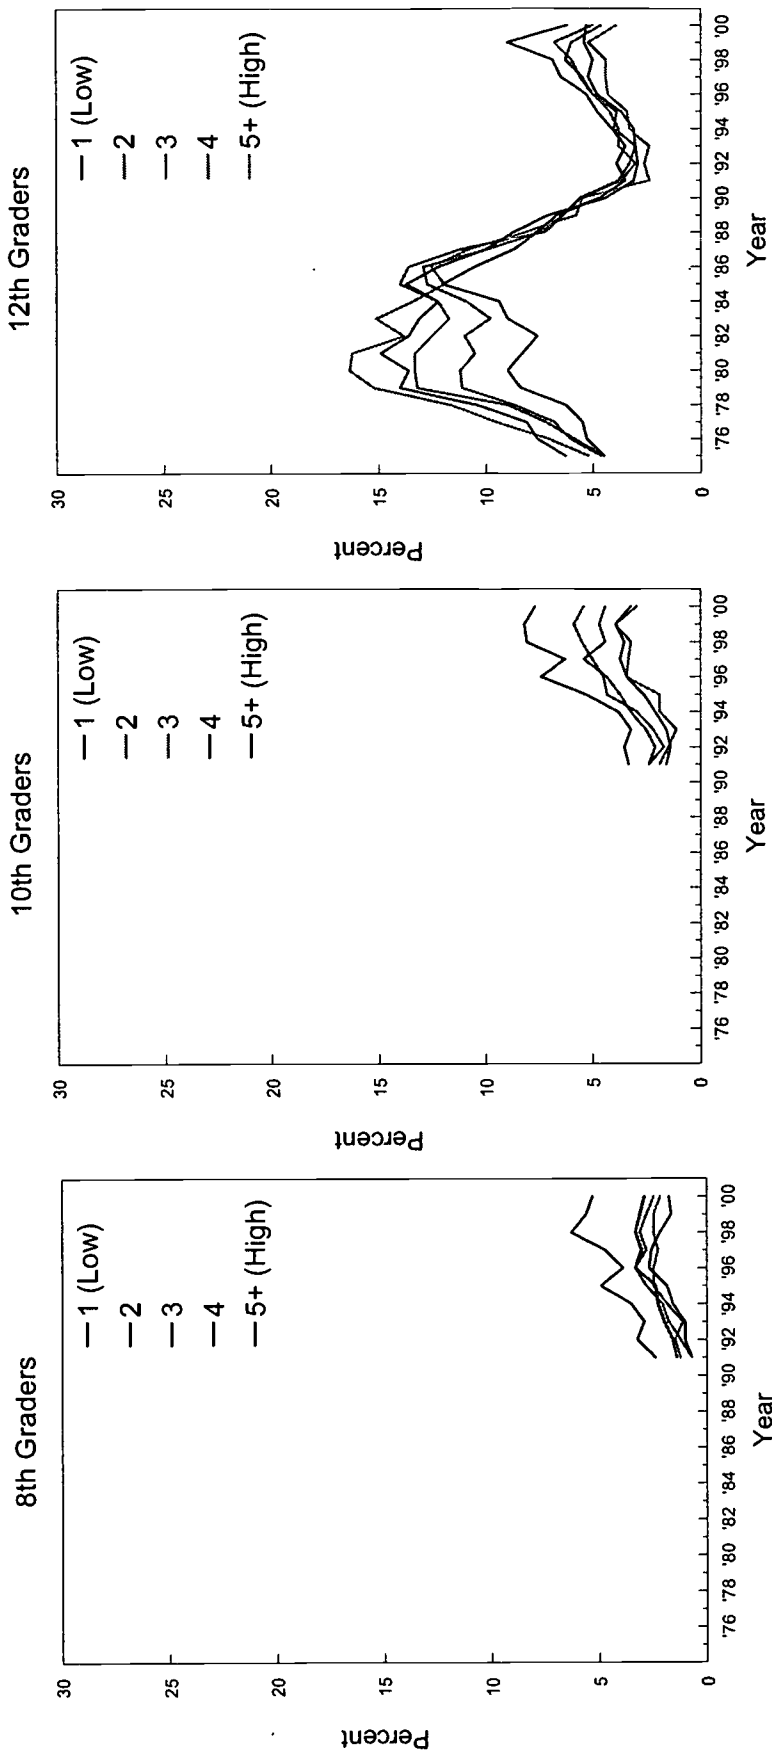 8th Graders
— 1 (Low)
— 2
— 3
— 4
— 5+ (High)
30
25
20
15
10
5
0
Percent
'76 '78 '80 '82 '84 '86 '88 '90 '92 '94 '96 '98 '00
Year
10th Graders
— 1 (Low)
— 2
— 3
— 4
— 5+ (High)
30
25
20
15
10
5
0
Percent
'76 '78 '80 '82 '84 '86 '88 '90 '92 '94 '96 '98 '00
Year
12th Graders
— 1 (Low)
— 2
— 3
— 4
— 5+ (High)
30
25
20
15
10
5
0
Percent
'76 '78 '80 '82 '84 '86 '88 '90 '92 '94 '96 '98 '00
Year